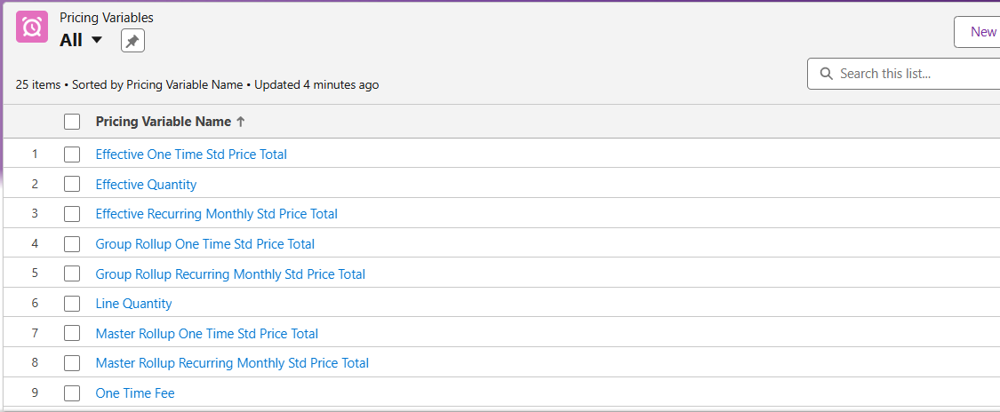 Pricing Variables
All
New
25 items • Sorted by Pricing Variable Name • Updated 4 minutes ago
Search this list...
Pricing Variable Name ↑
1 Effective One Time Std Price Total
2 Effective Quantity
3 Effective Recurring Monthly Std Price Total
4 Group Rollup One Time Std Price Total
5 Group Rollup Recurring Monthly Std Price Total
6 Line Quantity
7 Master Rollup One Time Std Price Total
8 Master Rollup Recurring Monthly Std Price Total
9 One Time Fee